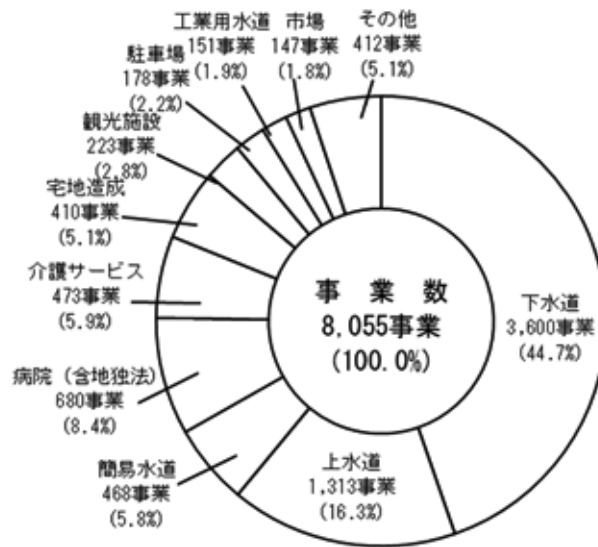 工業用水道
151事業
(1.9%)
市場
147事業
(1.8%)
その他
412事業
(5.1%)
駐車場
178事業
(2.2%)
観光施設
223事業
(2.8%)
宅地造成
410事業
(5.1%)
介護サービス
473事業
(5.9%)
病院（含地独法）
680事業
(8.4%)
簡易水道
468事業
(5.8%)
上水道
1,313事業
(16.3%)
下水道
3,600事業
(44.7%)
事　業　数
8,055事業
(100.0%)